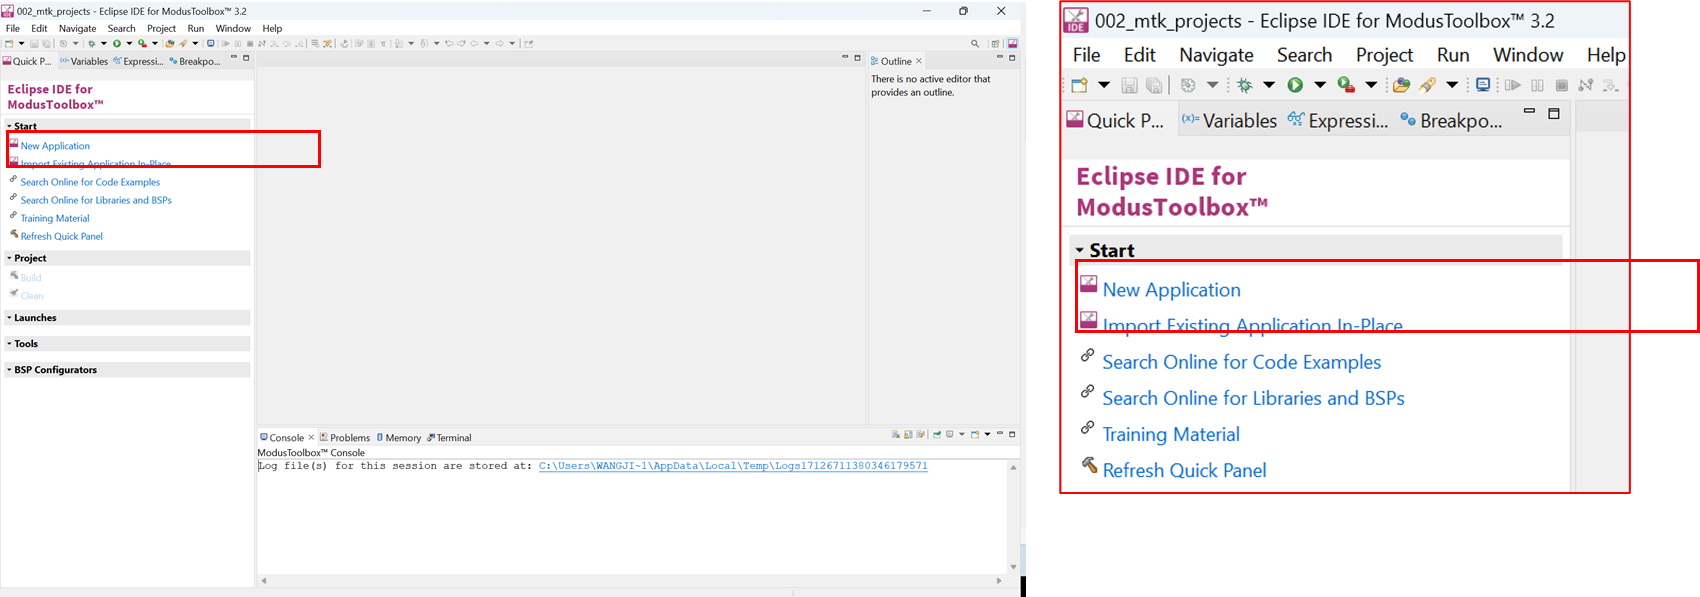 002_mtk_projects - Eclipse IDE for ModusToolbox™ 3.2
File Edit Navigate Search Project Run Window Help
Quick P... Variables Expressi... Breakpo...
Eclipse IDE for
ModusToolbox™
Start
New Application
Import Existing Application In-Place
Search Online for Code Examples
Search Online for Libraries and BSPs
Training Material
Refresh Quick Panel
Project
Build
Clean
Launches
Tools
BSP Configurators
Outline
There is no active editor that
provides an outline.
Console Problems Memory Terminal
ModusToolbox™ Console
Log file(s) for this session are stored at: C:\Users\WANGJI~1\AppData\Local\Temp\Logs17126711380346179571
002_mtk_projects - Eclipse IDE for ModusToolbox™ 3.2
File Edit Navigate Search Project Run Window Help
Quick P... (x)= Variables Expressi... Breakpo...
Eclipse IDE for
ModusToolbox™
Start
New Application
Import Existing Application In-Place
Search Online for Code Examples
Search Online for Libraries and BSPs
Training Material
Refresh Quick Panel